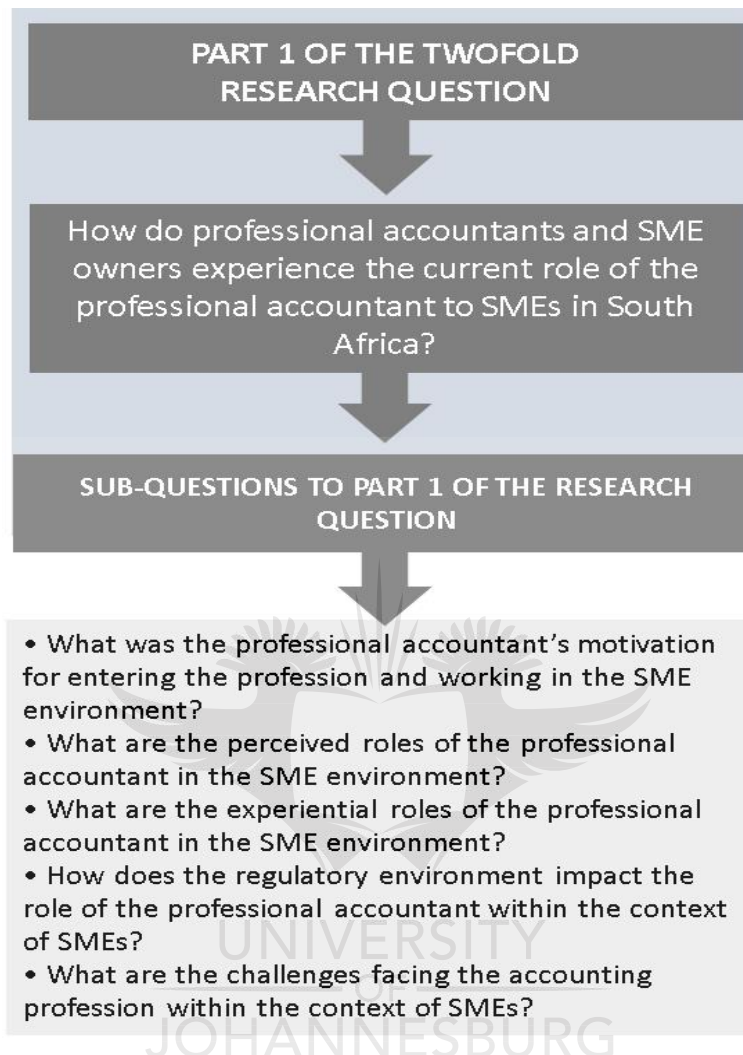 PART 1 OF THE TWOFOLD
RESEARCH QUESTION
How do professional accountants and SME
owners experience the current role of the
professional accountant to SMEs in South
Africa?
SUB-QUESTIONS TO PART 1 OF THE RESEARCH
QUESTION
• What was the professional accountant's motivation
for entering the profession and working in the SME
environment?
• What are the perceived roles of the professional
accountant in the SME environment?
• What are the experiential roles of the professional
accountant in the SME environment?
• How does the regulatory environment impact the
role of the professional accountant within the context
of SMEs?
• What are the challenges facing the accounting
profession within the context of SMEs?
UNIVERSITY
OF
JOHANNESBURG